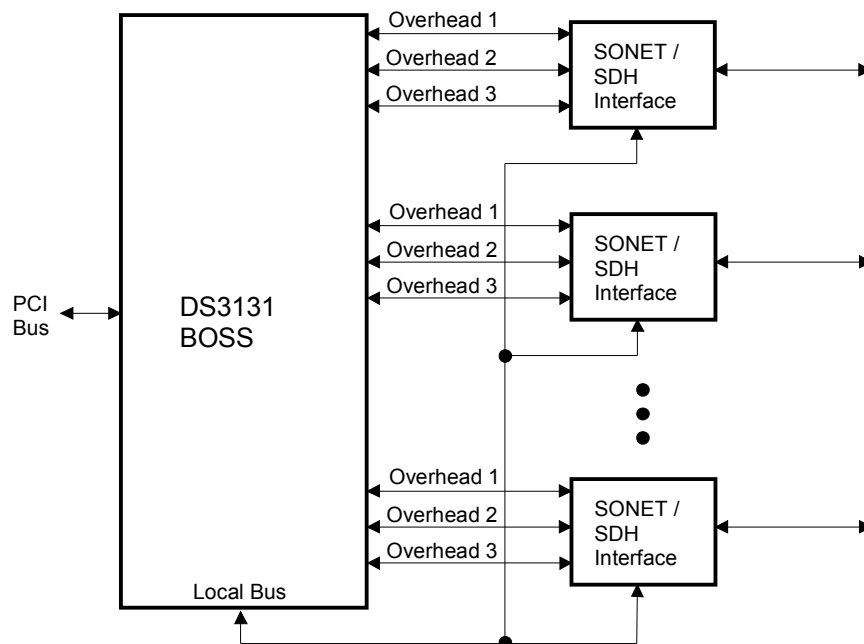 Overhead 1
Overhead 2
Overhead 3
SONET /
SDH
Interface
Overhead 1
Overhead 2
Overhead 3
SONET /
SDH
Interface
PCI
Bus
DS3131
BOSS
Overhead 1
Overhead 2
Overhead 3
SONET /
SDH
Interface
Local Bus